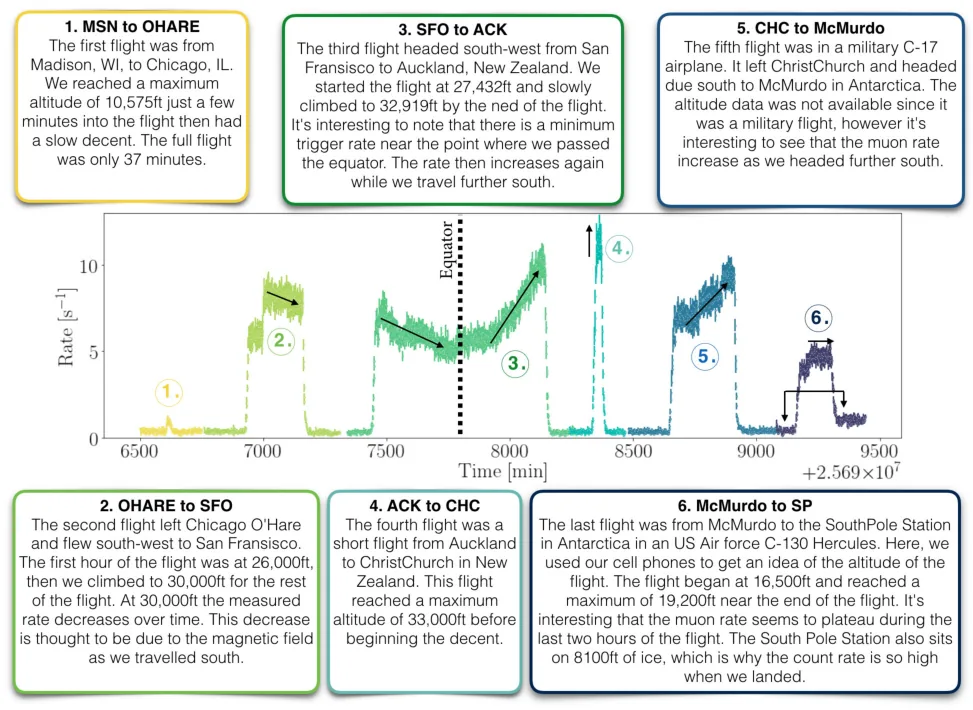 1. MSN to OHARE
The first flight was from
Madison, WI, to Chicago, IL.
We reached a maximum
altitude of 10,575ft just a few
minutes into the flight then had
a slow decent. The full flight
was only 37 minutes.
3. SFO to ACK
The third flight headed south-west from San
Fransisco to Auckland, New Zealand. We
started the flight at 27,432ft and slowly
climbed to 32,919ft by the ned of the flight.
It's interesting to note that there is a minimum
trigger rate near the point where we passed
the equator. The rate then increases again
while we travel further south.
5. CHC to McMurdo
The fifth flight was in a military C-17
airplane. It left ChristChurch and headed
due south to McMurdo in Antarctica. The
altitude data was not available since it
was a military flight, however it's
interesting to see that the muon rate
increase as we headed further south.
Rate [s⁻¹]
10
5
0
Equator
1.
2.
3.
4.
5.
6.
6500 7000 7500 8000 8500 9000 9500
Time [min]
+2.569×10⁷
2. OHARE to SFO
The second flight left Chicago O'Hare
and flew south-west to San Fransisco.
The first hour of the flight was at 26,000ft,
then we climbed to 30,000ft for the rest
of the flight. At 30,000ft the measured
rate decreases over time. This decrease
is thought to be due to the magnetic field
as we travelled south.
4. ACK to CHC
The fourth flight was a
short flight from Auckland
to ChristChurch in New
Zealand. This flight
reached a maximum
altitude of 33,000ft before
beginning the decent.
6. McMurdo to SP
The last flight was from McMurdo to the SouthPole Station
in Antarctica in an US Air force C-130 Hercules. Here, we
used our cell phones to get an idea of the altitude of the
flight. The flight began at 16,500ft and reached a
maximum of 19,200ft near the end of the flight. It's
interesting that the muon rate seems to plateau during the
last two hours of the flight. The South Pole Station also sits
on 8100ft of ice, which is why the count rate is so high
when we landed.